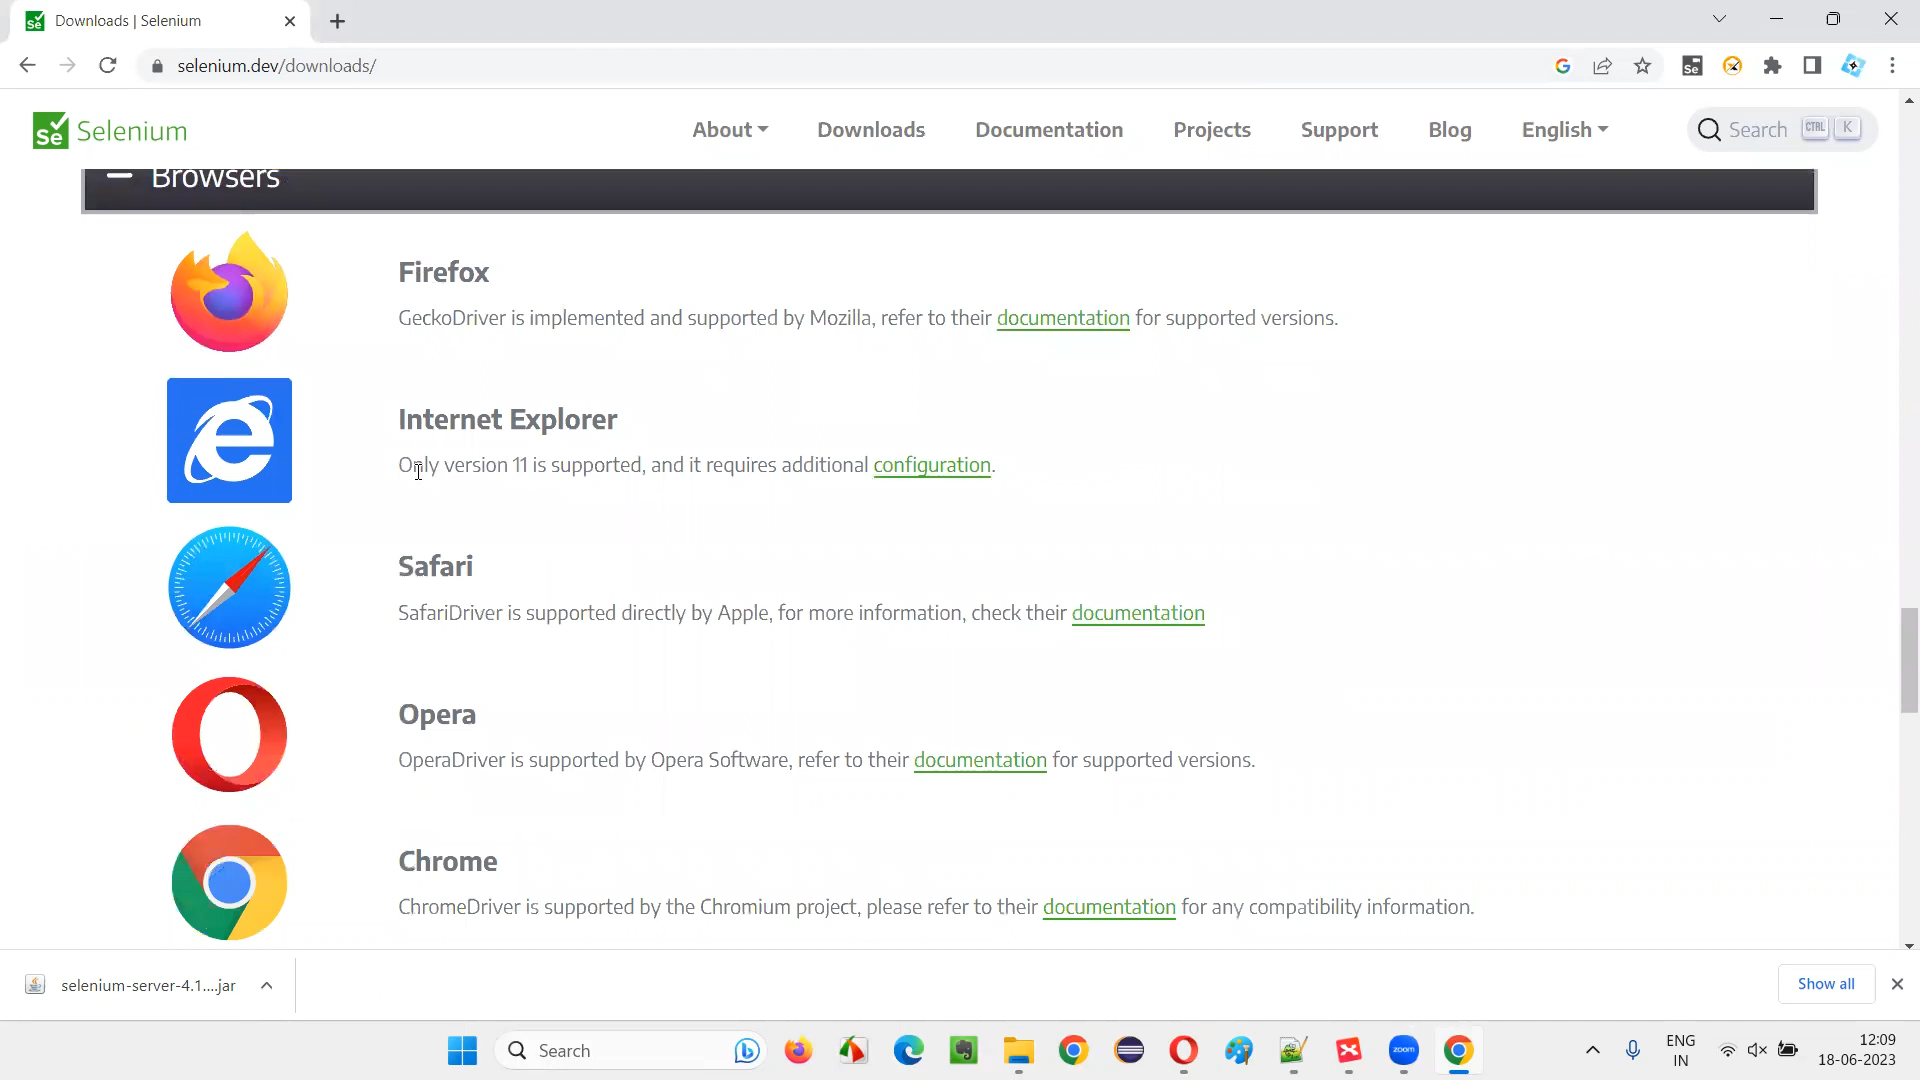 Downloads | Selenium
selenium.dev/downloads/
Se Selenium
About Downloads Documentation Projects Support Blog English Search CTRL K
Browsers
Firefox
GeckoDriver is implemented and supported by Mozilla, refer to their documentation for supported versions.
Internet Explorer
Only version 11 is supported, and it requires additional configuration.
Safari
SafariDriver is supported directly by Apple, for more information, check their documentation
Opera
OperaDriver is supported by Opera Software, refer to their documentation for supported versions.
Chrome
ChromeDriver is supported by the Chromium project, please refer to their documentation for any compatibility information.
selenium-server-4.1....jar
Show all
Search
zoom
ENG
IN
12:09
18-06-2023